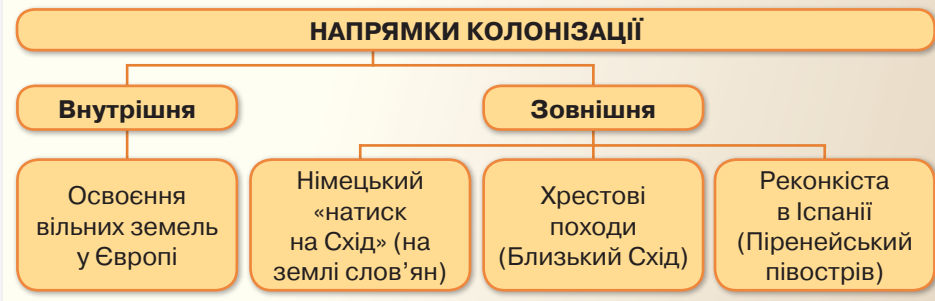 НАПРЯМКИ КОЛОНІЗАЦІЇ
Внутрішня
Зовнішня
Освоєння
вільних земель
у Європі
Німецький
«натиск
на Схід» (на
землі слов’ян)
Хрестові
походи
(Близький Схід)
Реконкіста
в Іспанії
(Піренейський
півострів)